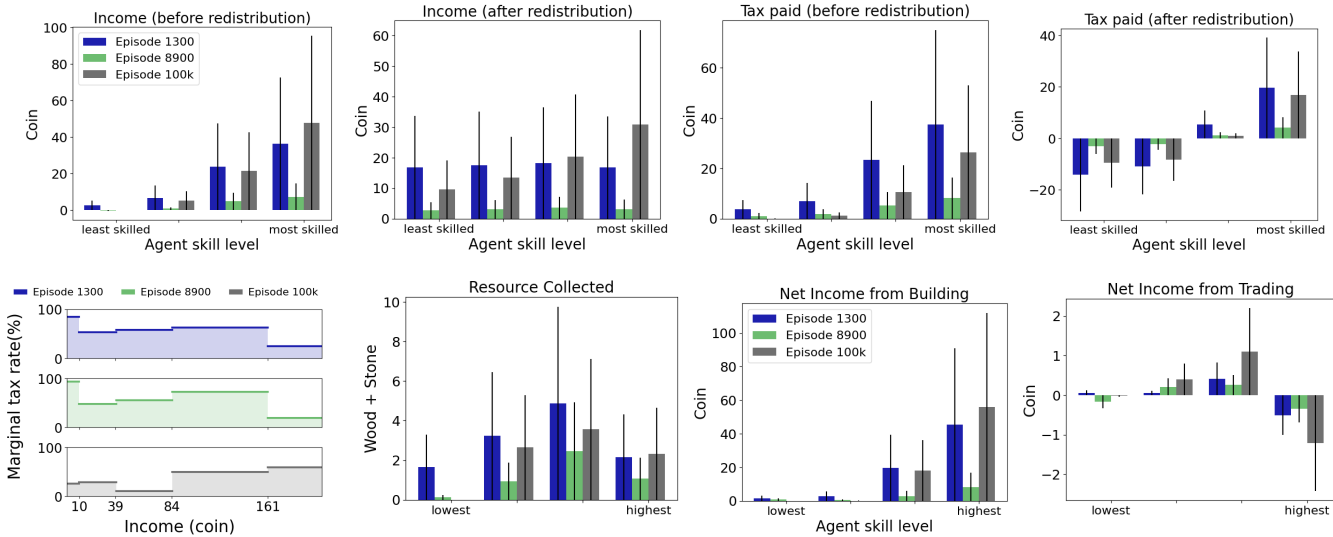 Income (before redistribution)
100
80
60
40
20
0
Coin
Episode 1300
Episode 8900
Episode 100k
least skilled
most skilled
Agent skill level
Income (after redistribution)
60
50
40
30
20
10
0
Coin
least skilled
most skilled
Agent skill level
Tax paid (before redistribution)
60
40
20
0
Coin
least skilled
most skilled
Agent skill level
Tax paid (after redistribution)
40
20
0
−20
Coin
least skilled
most skilled
Agent skill level
Episode 1300
Episode 8900
Episode 100k
Marginal tax rate(%)
100
0
100
0
100
0
10
39
84
161
Income (coin)
Resource Collected
10
8
6
4
2
0
Wood + Stone
lowest
highest
Net Income from Building
100
80
60
40
20
0
Coin
Episode 1300
Episode 8900
Episode 100k
lowest
highest
Agent skill level
Net Income from Trading
2
1
0
−1
−2
Coin
lowest
highest